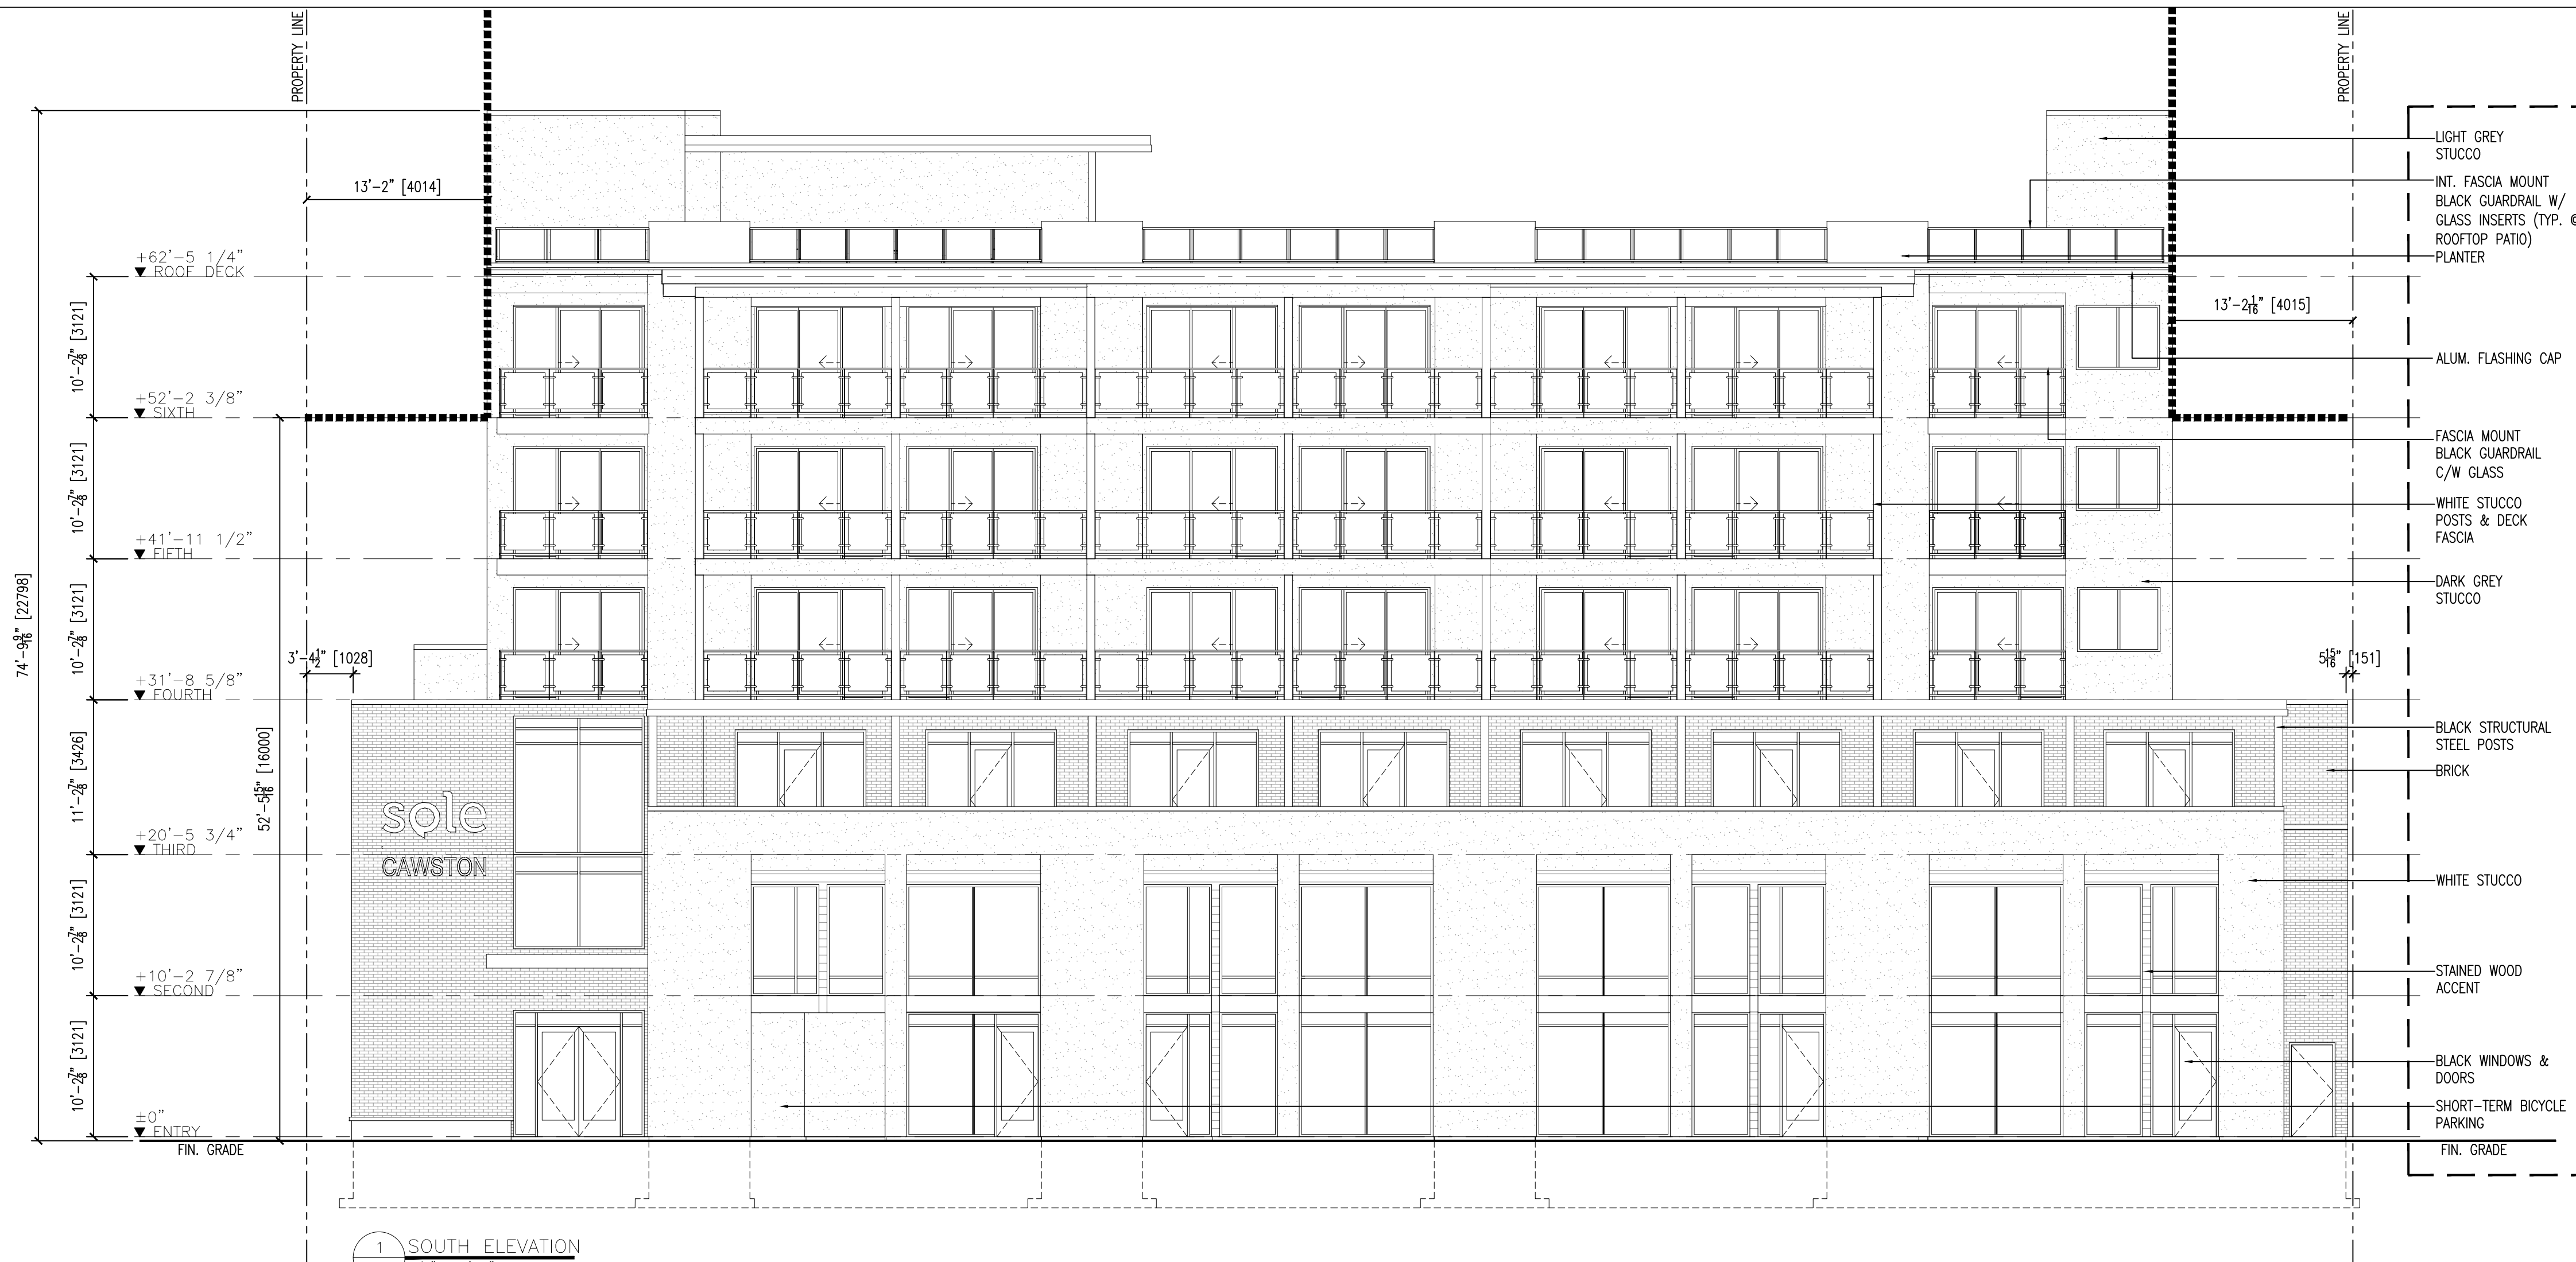 PROPERTY LINE
PROPERTY LINE
13'-2" [4014]
+62'-5 1/4"
ROOF DECK
10'-2 7/8" [3121]
+52'-2 3/8"
SIXTH
10'-2 7/8" [3121]
+41'-11 1/2"
FIFTH
10'-2 7/8" [3121]
+31'-8 5/8"
FOURTH
11'-2 7/8" [3426]
+20'-5 3/4"
THIRD
10'-2 7/8" [3121]
+10'-2 7/8"
SECOND
10'-2 7/8" [3121]
±0"
ENTRY
FIN. GRADE
74'-9 9/16" [22798]
52'-5 15/16" [16000]
3'-4 1/2" [1028]
13'-2 1/16" [4015]
5 15/16" [151]
sole
CAWSTON
LIGHT GREY
STUCCO
INT. FASCIA MOUNT
BLACK GUARDRAIL W/
GLASS INSERTS (TYP. @
ROOFTOP PATIO)
PLANTER
ALUM. FLASHING CAP
FASCIA MOUNT
BLACK GUARDRAIL
C/W GLASS
WHITE STUCCO
POSTS & DECK
FASCIA
DARK GREY
STUCCO
BLACK STRUCTURAL
STEEL POSTS
BRICK
WHITE STUCCO
STAINED WOOD
ACCENT
BLACK WINDOWS &
DOORS
SHORT-TERM BICYCLE
PARKING
FIN. GRADE
1
SOUTH ELEVATION